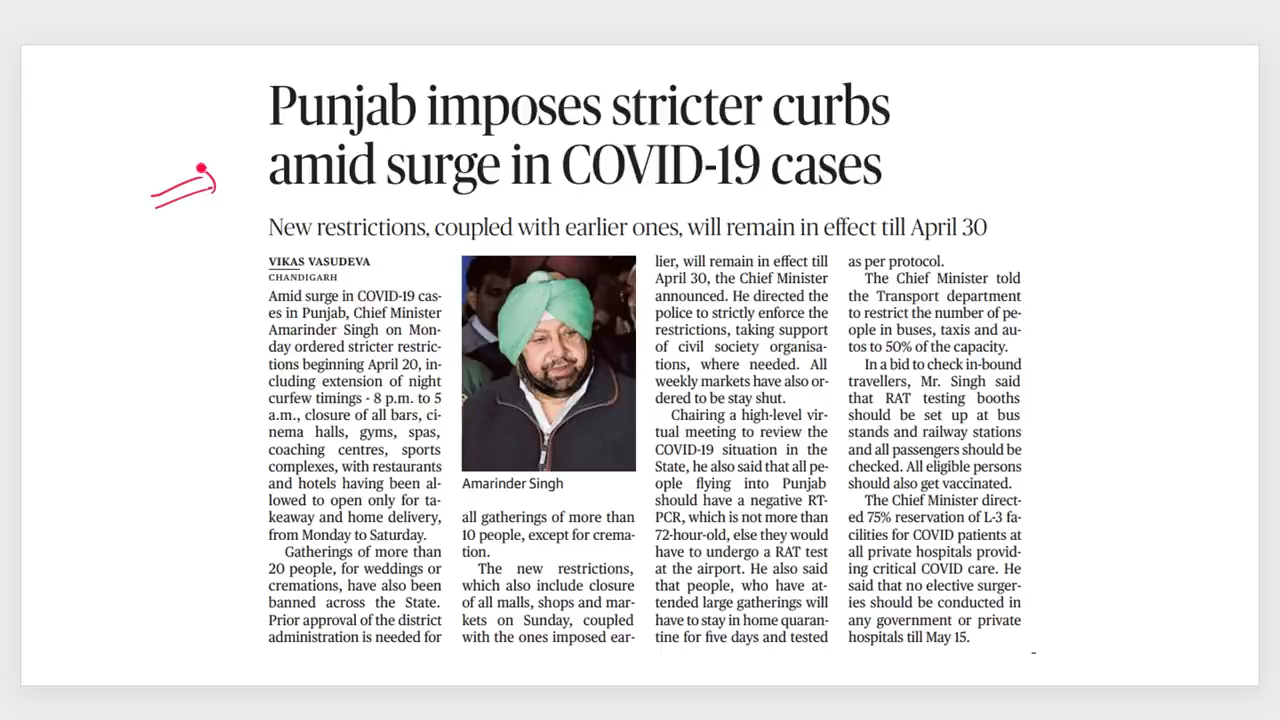 Punjab imposes stricter curbs
amid surge in COVID-19 cases
New restrictions, coupled with earlier ones, will remain in effect till April 30
VIKAS VASUDEVA
CHANDIGARH
Amid surge in COVID-19 cas-
es in Punjab, Chief Minister
Amarinder Singh on Mon-
day ordered stricter restric-
tions beginning April 20, in-
cluding extension of night
curfew timings - 8 p.m. to 5
a.m., closure of all bars, ci-
nema halls, gyms, spas,
coaching centres, sports
complexes, with restaurants
and hotels having been al-
lowed to open only for ta-
keaway and home delivery,
from Monday to Saturday.
Gatherings of more than
20 people, for weddings or
cremations, have also been
banned across the State.
Prior approval of the district
administration is needed for
Amarinder Singh
all gatherings of more than
10 people, except for crema-
tion.
The new restrictions,
which also include closure
of all malls, shops and mar-
kets on Sunday, coupled
with the ones imposed ear-
lier, will remain in effect till
April 30, the Chief Minister
announced. He directed the
police to strictly enforce the
restrictions, taking support
of civil society organisa-
tions, where needed. All
weekly markets have also or-
dered to be stay shut.
Chairing a high-level vir-
tual meeting to review the
COVID-19 situation in the
State, he also said that all pe-
ople flying into Punjab
should have a negative RT-
PCR, which is not more than
72-hour-old, else they would
have to undergo a RAT test
at the airport. He also said
that people, who have at-
tended large gatherings will
have to stay in home quaran-
tine for five days and tested
as per protocol.
The Chief Minister told
the Transport department
to restrict the number of pe-
ople in buses, taxis and au-
tos to 50% of the capacity.
In a bid to check in-bound
travellers, Mr. Singh said
that RAT testing booths
should be set up at bus
stands and railway stations
and all passengers should be
checked. All eligible persons
should also get vaccinated.
The Chief Minister direct-
ed 75% reservation of L-3 fa-
cilities for COVID patients at
all private hospitals provid-
ing critical COVID care. He
said that no elective surger-
ies should be conducted in
any government or private
hospitals till May 15.